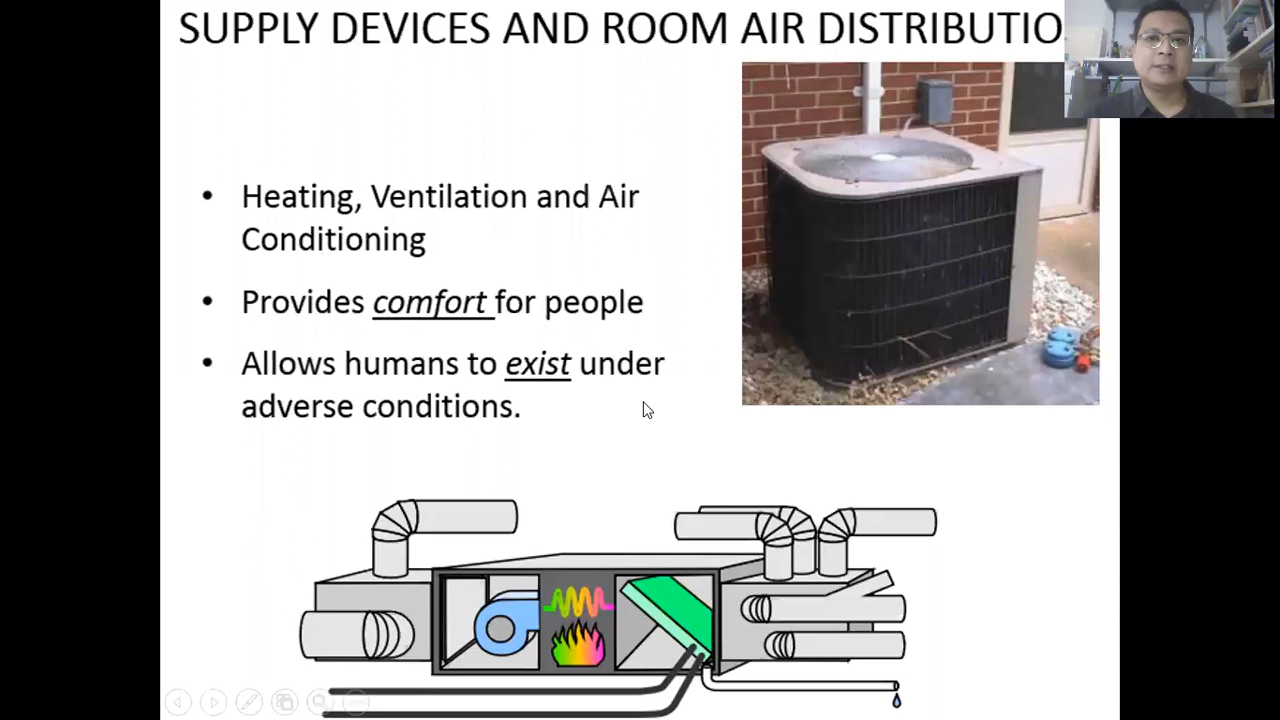 SUPPLY DEVICES AND ROOM AIR DISTRIBUTIO
• Heating, Ventilation and Air
Conditioning
• Provides comfort for people
• Allows humans to exist under
adverse conditions.